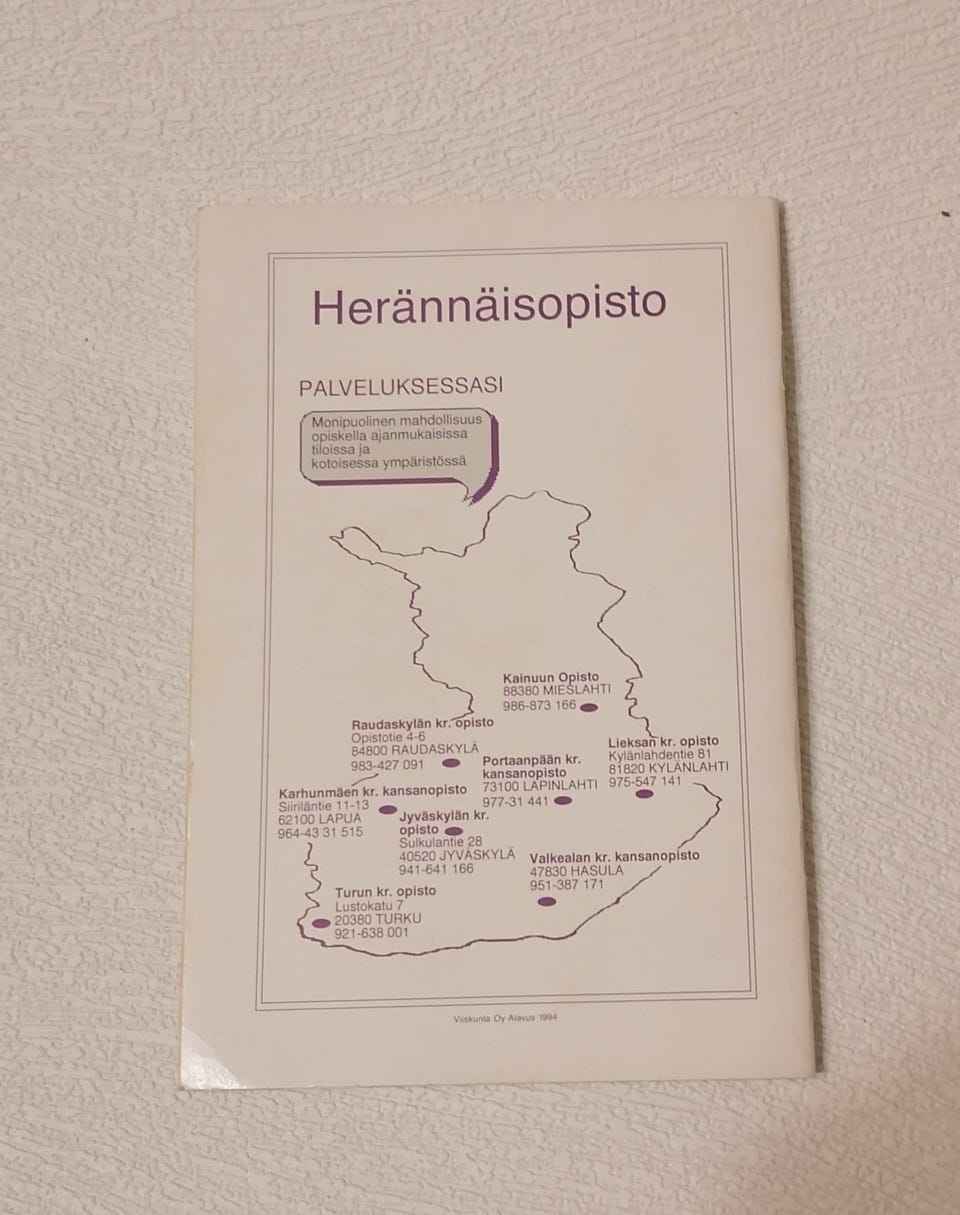 Herännäisopisto
PALVELUKSESSASI
Monipuolinen mahdollisuus
opiskella ajanmukaisissa
tiloissa ja
kotoisessa ympäristössä
Kainuun Opisto
88380 MIESLAHTI
986-873 166
Raudaskylän kr. opisto
Opistotie 4-6
84800 RAUDASKYLÄ
983-427 091
Lieksan kr. opisto
Kylänlahdentie 81
81820 KYLÄNLAHTI
975-547 141
Portaanpään kr.
kansanopisto
73100 LAPINLAHTI
977-31 441
Karhunmäen kr. kansanopisto
Siiriläntie 11-13
62100 LAPUA
964-43 31 515
Jyväskylän kr.
opisto
Sulkulantie 28
40520 JYVÄSKYLÄ
941-641 166
Valkealan kr. kansanopisto
47830 HASULA
951-387 171
Turun kr. opisto
Lustokatu 7
20380 TURKU
921-638 001
Viiskunta Oy Alavus 1994